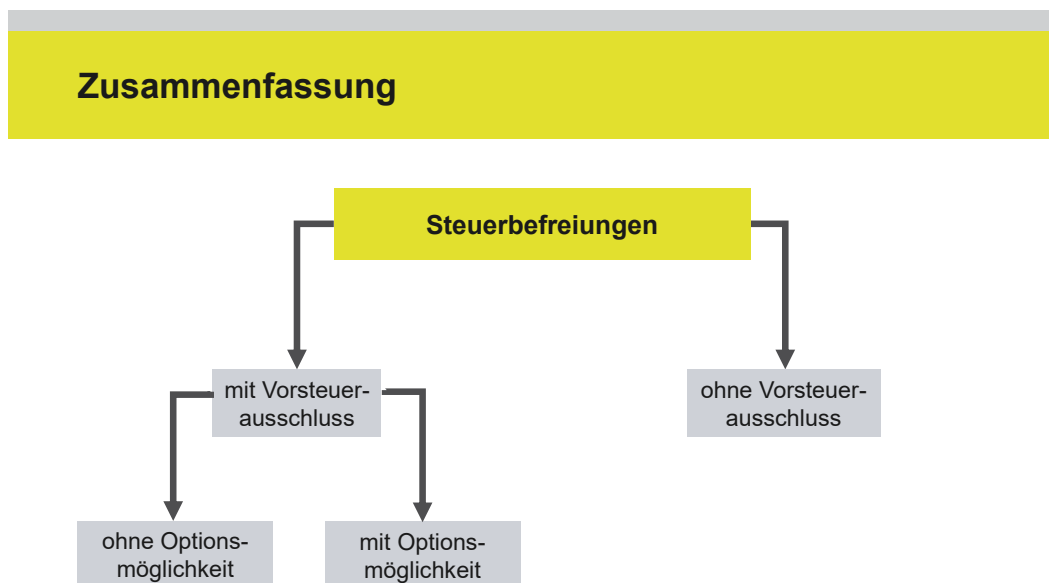 Zusammenfassung
Steuerbefreiungen
mit Vorsteuer-
ausschluss
ohne Vorsteuer-
ausschluss
ohne Options-
möglichkeit
mit Options-
möglichkeit